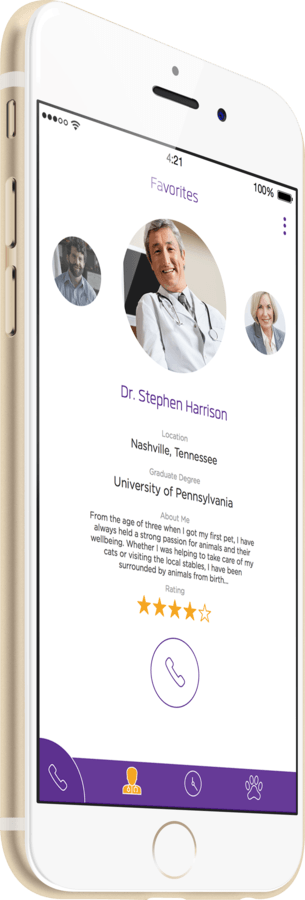 4:21
100%
Favorites
Dr. Stephen Harrison
Location
Nashville, Tennessee
Graduate Degree
University of Pennsylvania
About Me
From the age of three when I got my first pet, I have
always held a strong passion for animals and their
wellbeing. Whether I was helping to take care of my
cats or visiting the local stables, I have been
surrounded by animals from birth...
Rating